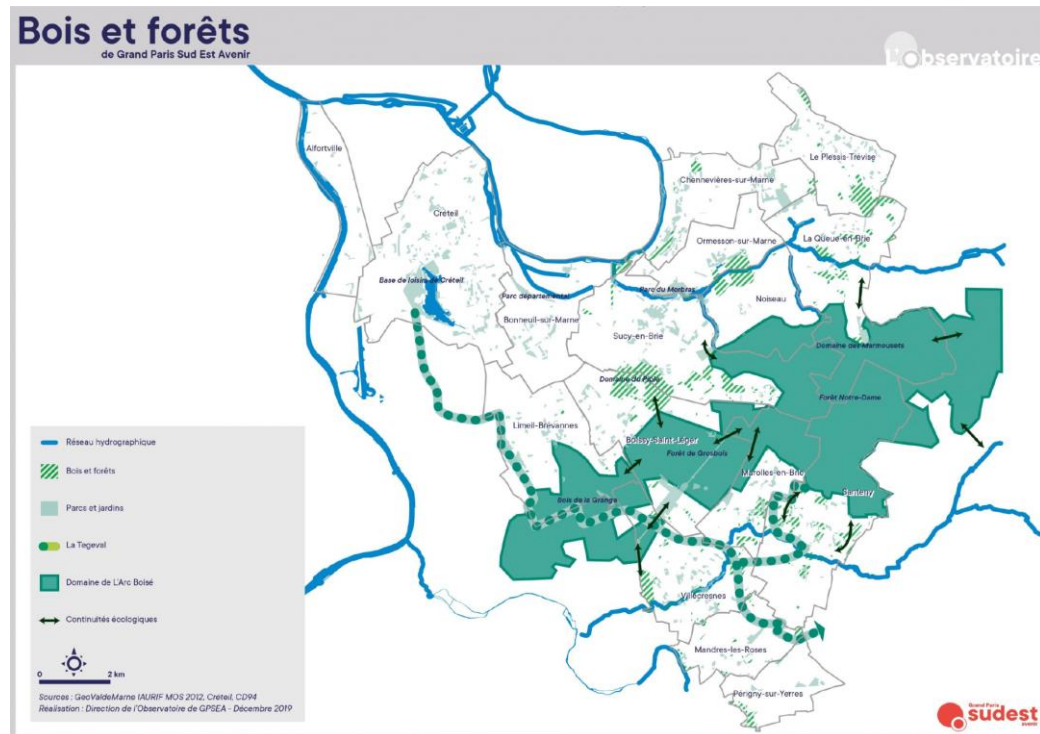 Bois et forêts
de Grand Paris Sud Est Avenir
L'Observatoire
Alfortville
Le Plessis-Trévise
Chennevières-sur-Marne
Créteil
Ormesson-sur-Marne
La Queue-en-Brie
Base de loisirs de Créteil
Parc départemental
Parc du Morbras
Noiseau
Bonneuil-sur-Marne
Sucy-en-Brie
Domaine des Marmousets
Domaine du Piple
Forêt Notre-Dame
Limeil-Brévannes
Boissy-Saint-Léger
Forêt de Grosbois
Marolles-en-Brie
Santeny
Bois de la Grange
Villecresnes
Mandres-les-Roses
Périgny-sur-Yerres
Réseau hydrographique
Bois et forêts
Parcs et jardins
La Tégéval
Domaine de L'Arc Boisé
Continuités écologiques
0 2 km
Sources : GeoValdeMarne IAURIF MOS 2012, Créteil, CD94
Réalisation : Direction de l'Observatoire de GPSEA - Décembre 2019
Grand Paris
sudest
avenir